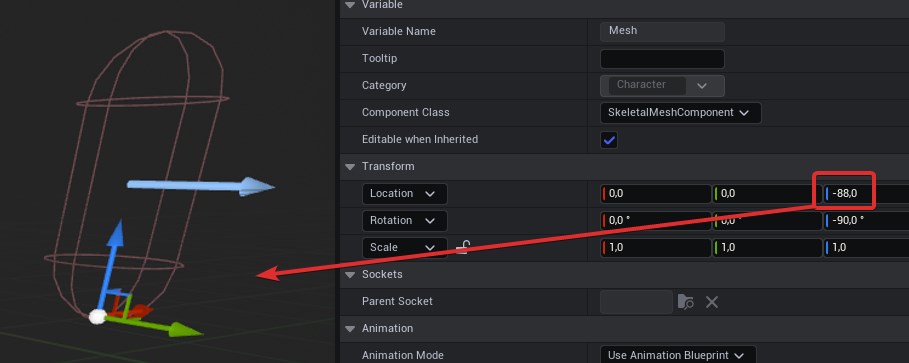 Variable
Variable Name Mesh
Tooltip
Category Character
Component Class SkeletalMeshComponent
Editable when Inherited
Transform
Location 0,0 0,0 -88,0
Rotation 0,0 ° 0,0 ° -90,0 °
Scale 1,0 1,0 1,0
Sockets
Parent Socket
Animation
Animation Mode Use Animation Blueprint